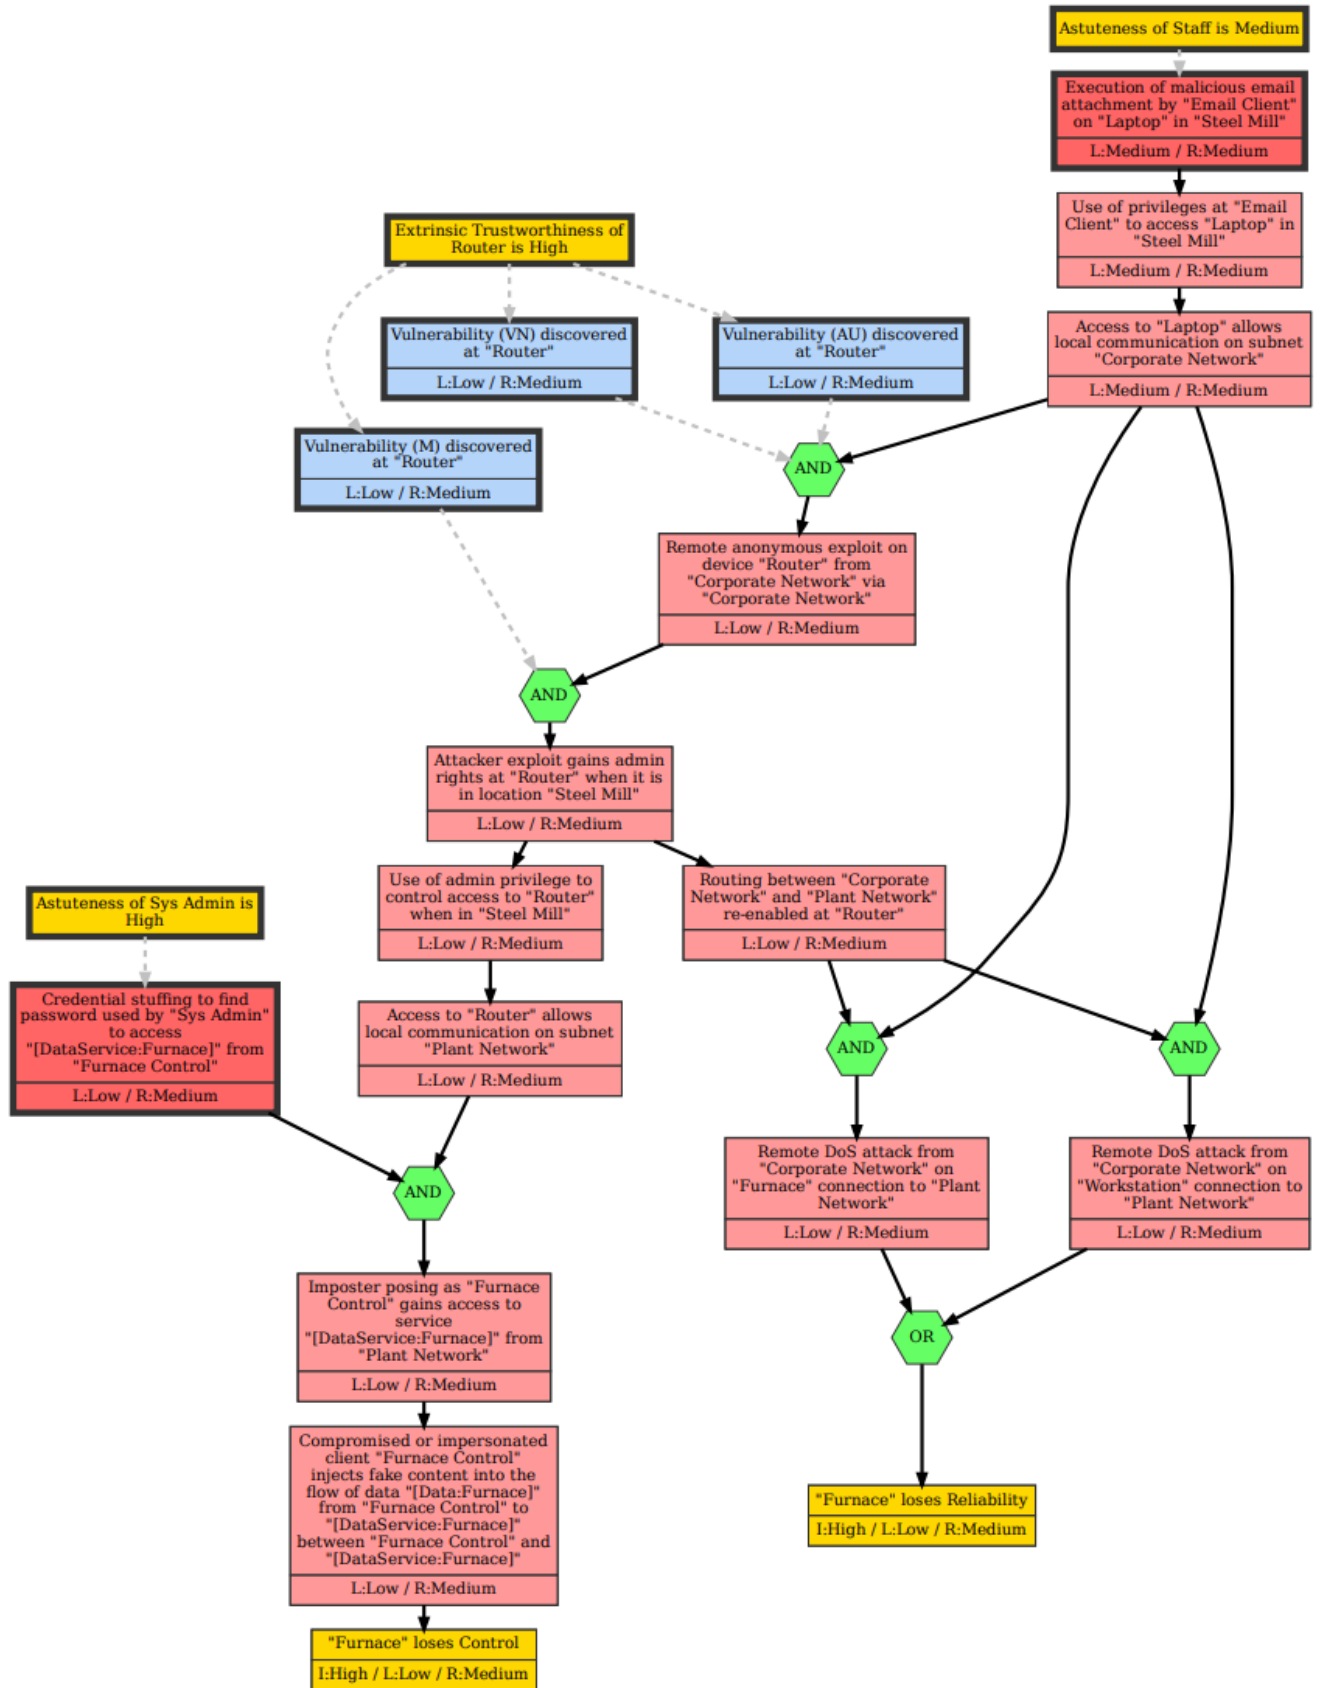 Astuteness of Staff is Medium
Execution of malicious email
attachment by "Email Client"
on "Laptop" in "Steel Mill"
L:Medium / R:Medium
Use of privileges at "Email
Client" to access "Laptop" in
"Steel Mill"
L:Medium / R:Medium
Extrinsic Trustworthiness of
Router is High
Access to "Laptop" allows
local communication on subnet
"Corporate Network"
L:Medium / R:Medium
Vulnerability (VN) discovered
at "Router"
L:Low / R:Medium
Vulnerability (AU) discovered
at "Router"
L:Low / R:Medium
Vulnerability (M) discovered
at "Router"
L:Low / R:Medium
AND
Remote anonymous exploit on
device "Router" from
"Corporate Network" via
"Corporate Network"
L:Low / R:Medium
AND
Attacker exploit gains admin
rights at "Router" when it is
in location "Steel Mill"
L:Low / R:Medium
Use of admin privilege to
control access to "Router"
when in "Steel Mill"
L:Low / R:Medium
Routing between "Corporate
Network" and "Plant Network"
re-enabled at "Router"
L:Low / R:Medium
Astuteness of Sys Admin is
High
Credential stuffing to find
password used by "Sys Admin"
to access
"[DataService:Furnace]" from
"Furnace Control"
L:Low / R:Medium
Access to "Router" allows
local communication on subnet
"Plant Network"
L:Low / R:Medium
AND
AND
Remote DoS attack from
"Corporate Network" on
"Furnace" connection to "Plant
Network"
L:Low / R:Medium
Remote DoS attack from
"Corporate Network" on
"Workstation" connection to
"Plant Network"
L:Low / R:Medium
AND
Imposter posing as "Furnace
Control" gains access to
service
"[DataService:Furnace]" from
"Plant Network"
L:Low / R:Medium
OR
Compromised or impersonated
client "Furnace Control"
injects fake content into the
flow of data "[Data:Furnace]"
from "Furnace Control" to
"[DataService:Furnace]"
between "Furnace Control" and
"[DataService:Furnace]"
L:Low / R:Medium
"Furnace" loses Reliability
I:High / L:Low / R:Medium
"Furnace" loses Control
I:High / L:Low / R:Medium